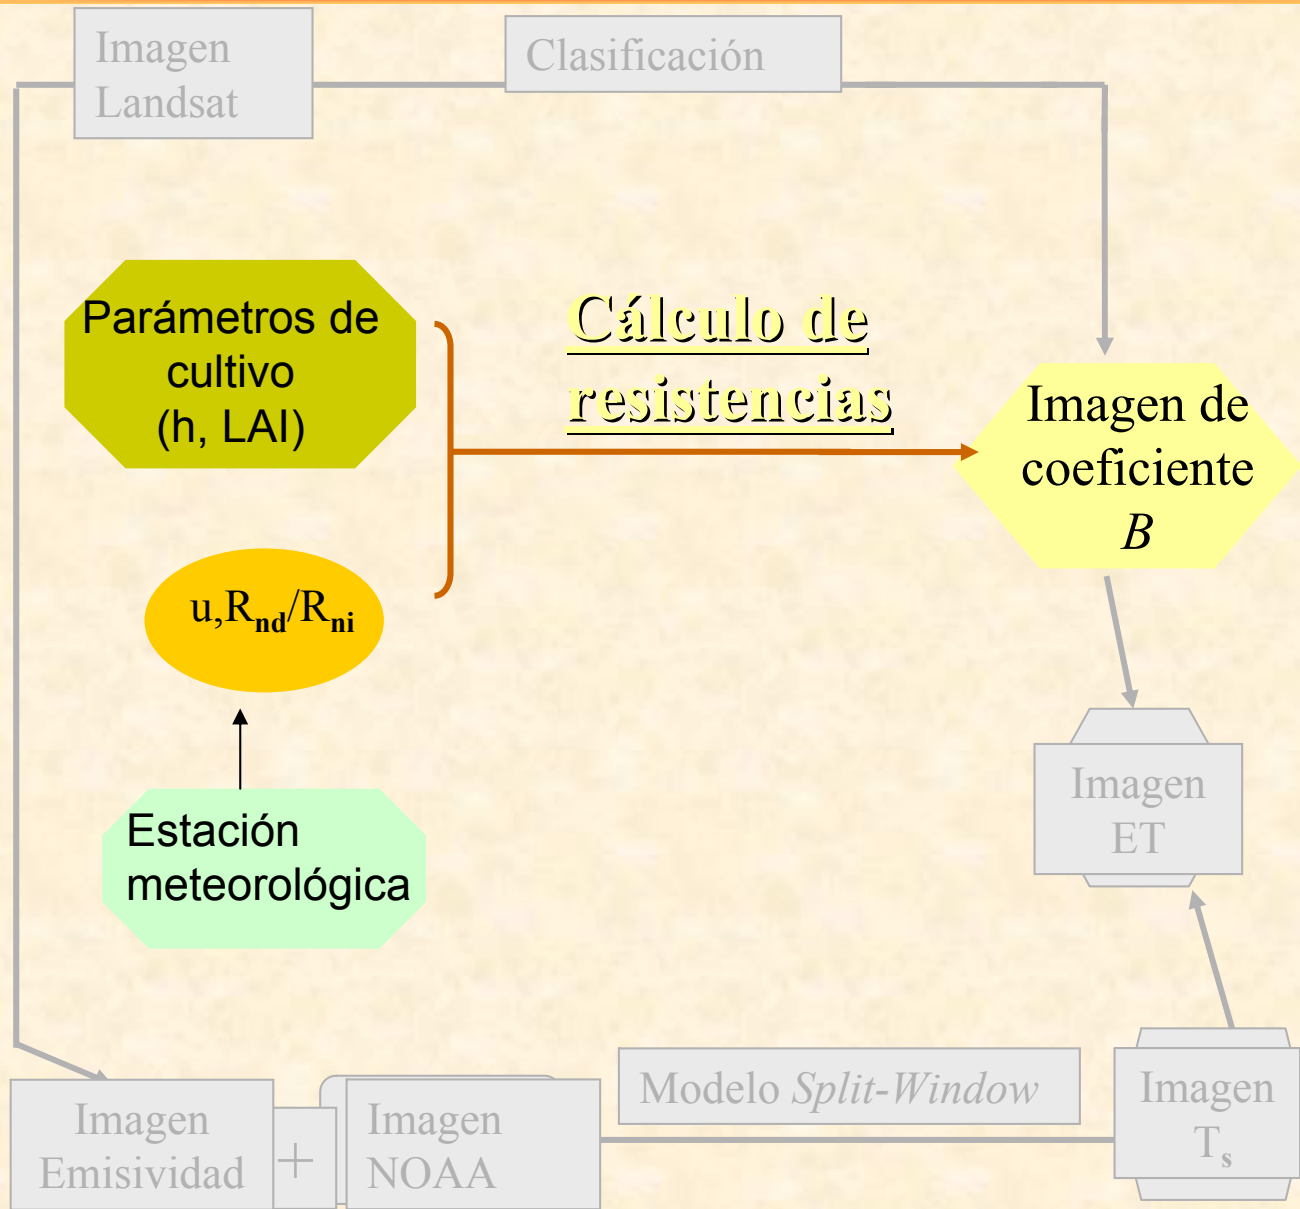 Imagen
Landsat
Clasificación
Parámetros de
cultivo
(h, LAI)
Cálculo de
resistencias
Imagen de
coeficiente
B
u,Rnd/Rni
Estación
meteorológica
Imagen
ET
Imagen
Emisividad
+
Imagen
NOAA
Modelo Split-Window
Imagen
Ts